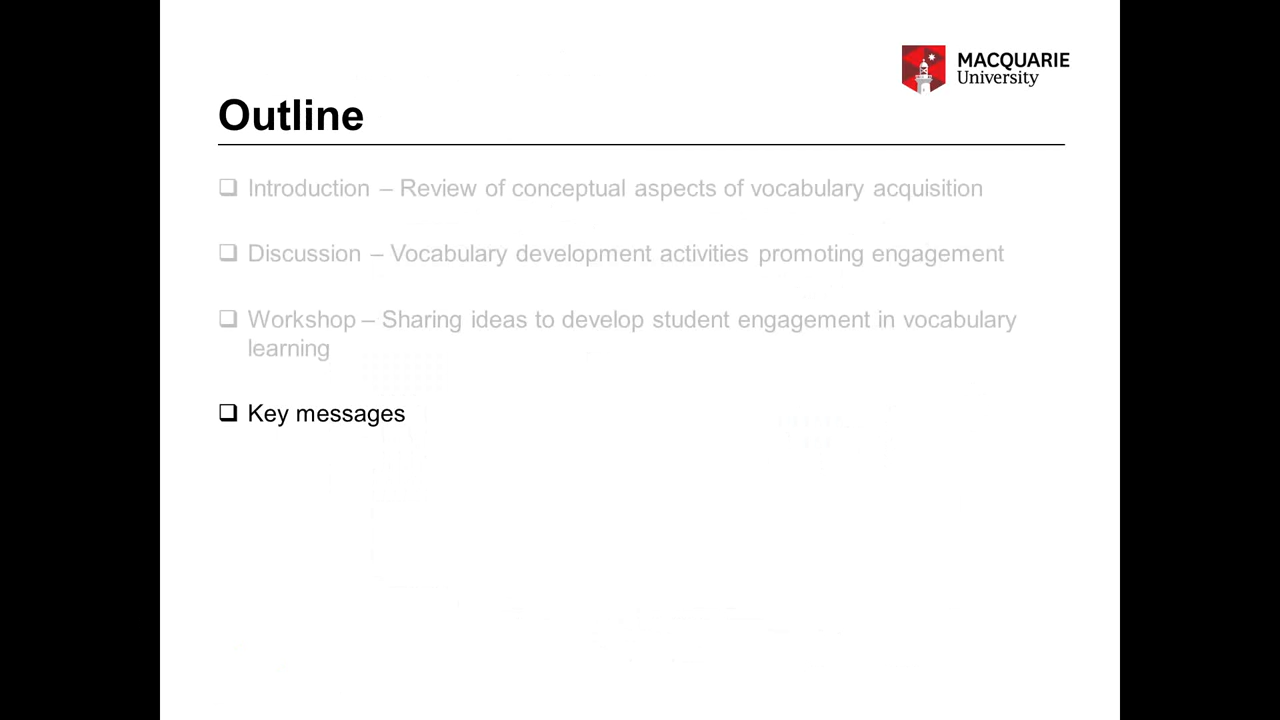 MACQUARIE
University
Outline
❑ Introduction – Review of conceptual aspects of vocabulary acquisition
❑ Discussion – Vocabulary development activities promoting engagement
❑ Workshop – Sharing ideas to develop student engagement in vocabulary
learning
❑ Key messages